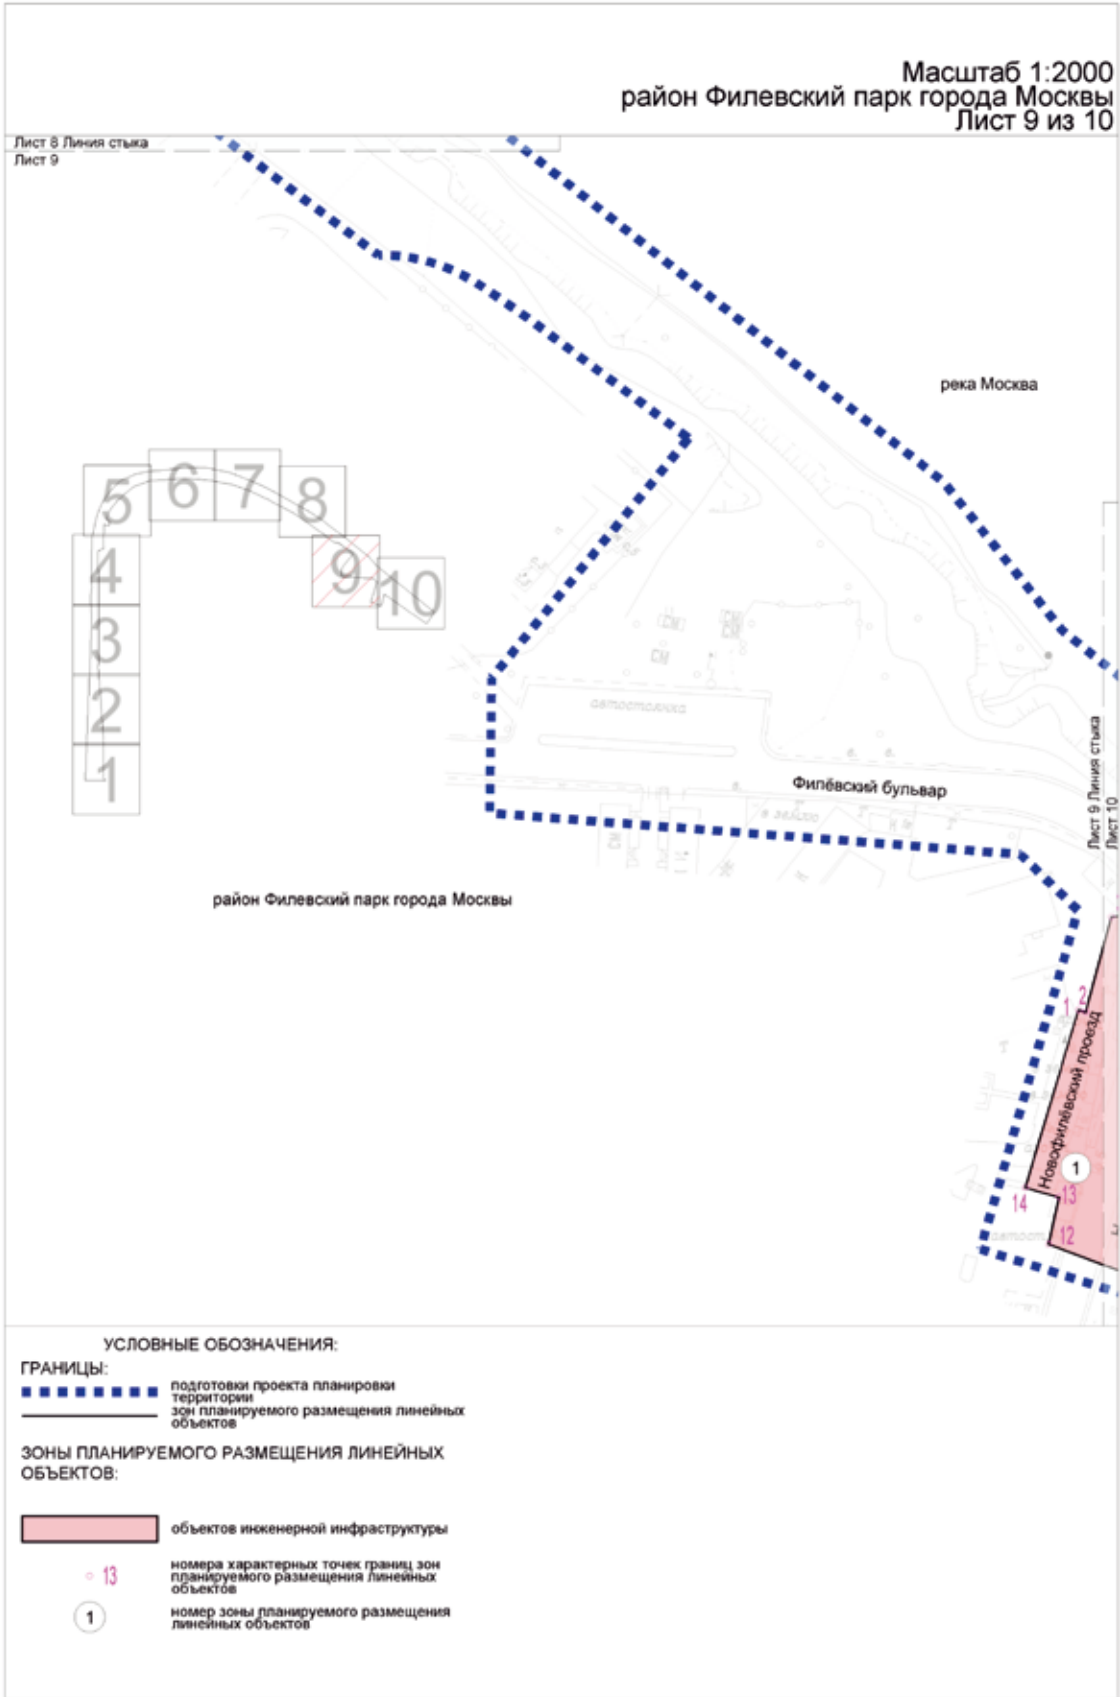 Масштаб 1:2000
район Филевский парк города Москвы
Лист 9 из 10
Лист 8 Линия стыка
Лист 9
река Москва
5
6
7
8
4
9
10
3
2
1
автостоянка
Филёвский бульвар
Лист 9 Линия стыка
Лист 10
район Филевский парк города Москвы
1
2
Новофилёвский проезд
1
14
13
12
УСЛОВНЫЕ ОБОЗНАЧЕНИЯ:
ГРАНИЦЫ:
подготовки проекта планировки
территории
зон планируемого размещения линейных
объектов
ЗОНЫ ПЛАНИРУЕМОГО РАЗМЕЩЕНИЯ ЛИНЕЙНЫХ
ОБЪЕКТОВ:
объектов инженерной инфраструктуры
13
номера характерных точек границ зон
планируемого размещения линейных
объектов
1
номер зоны планируемого размещения
линейных объектов